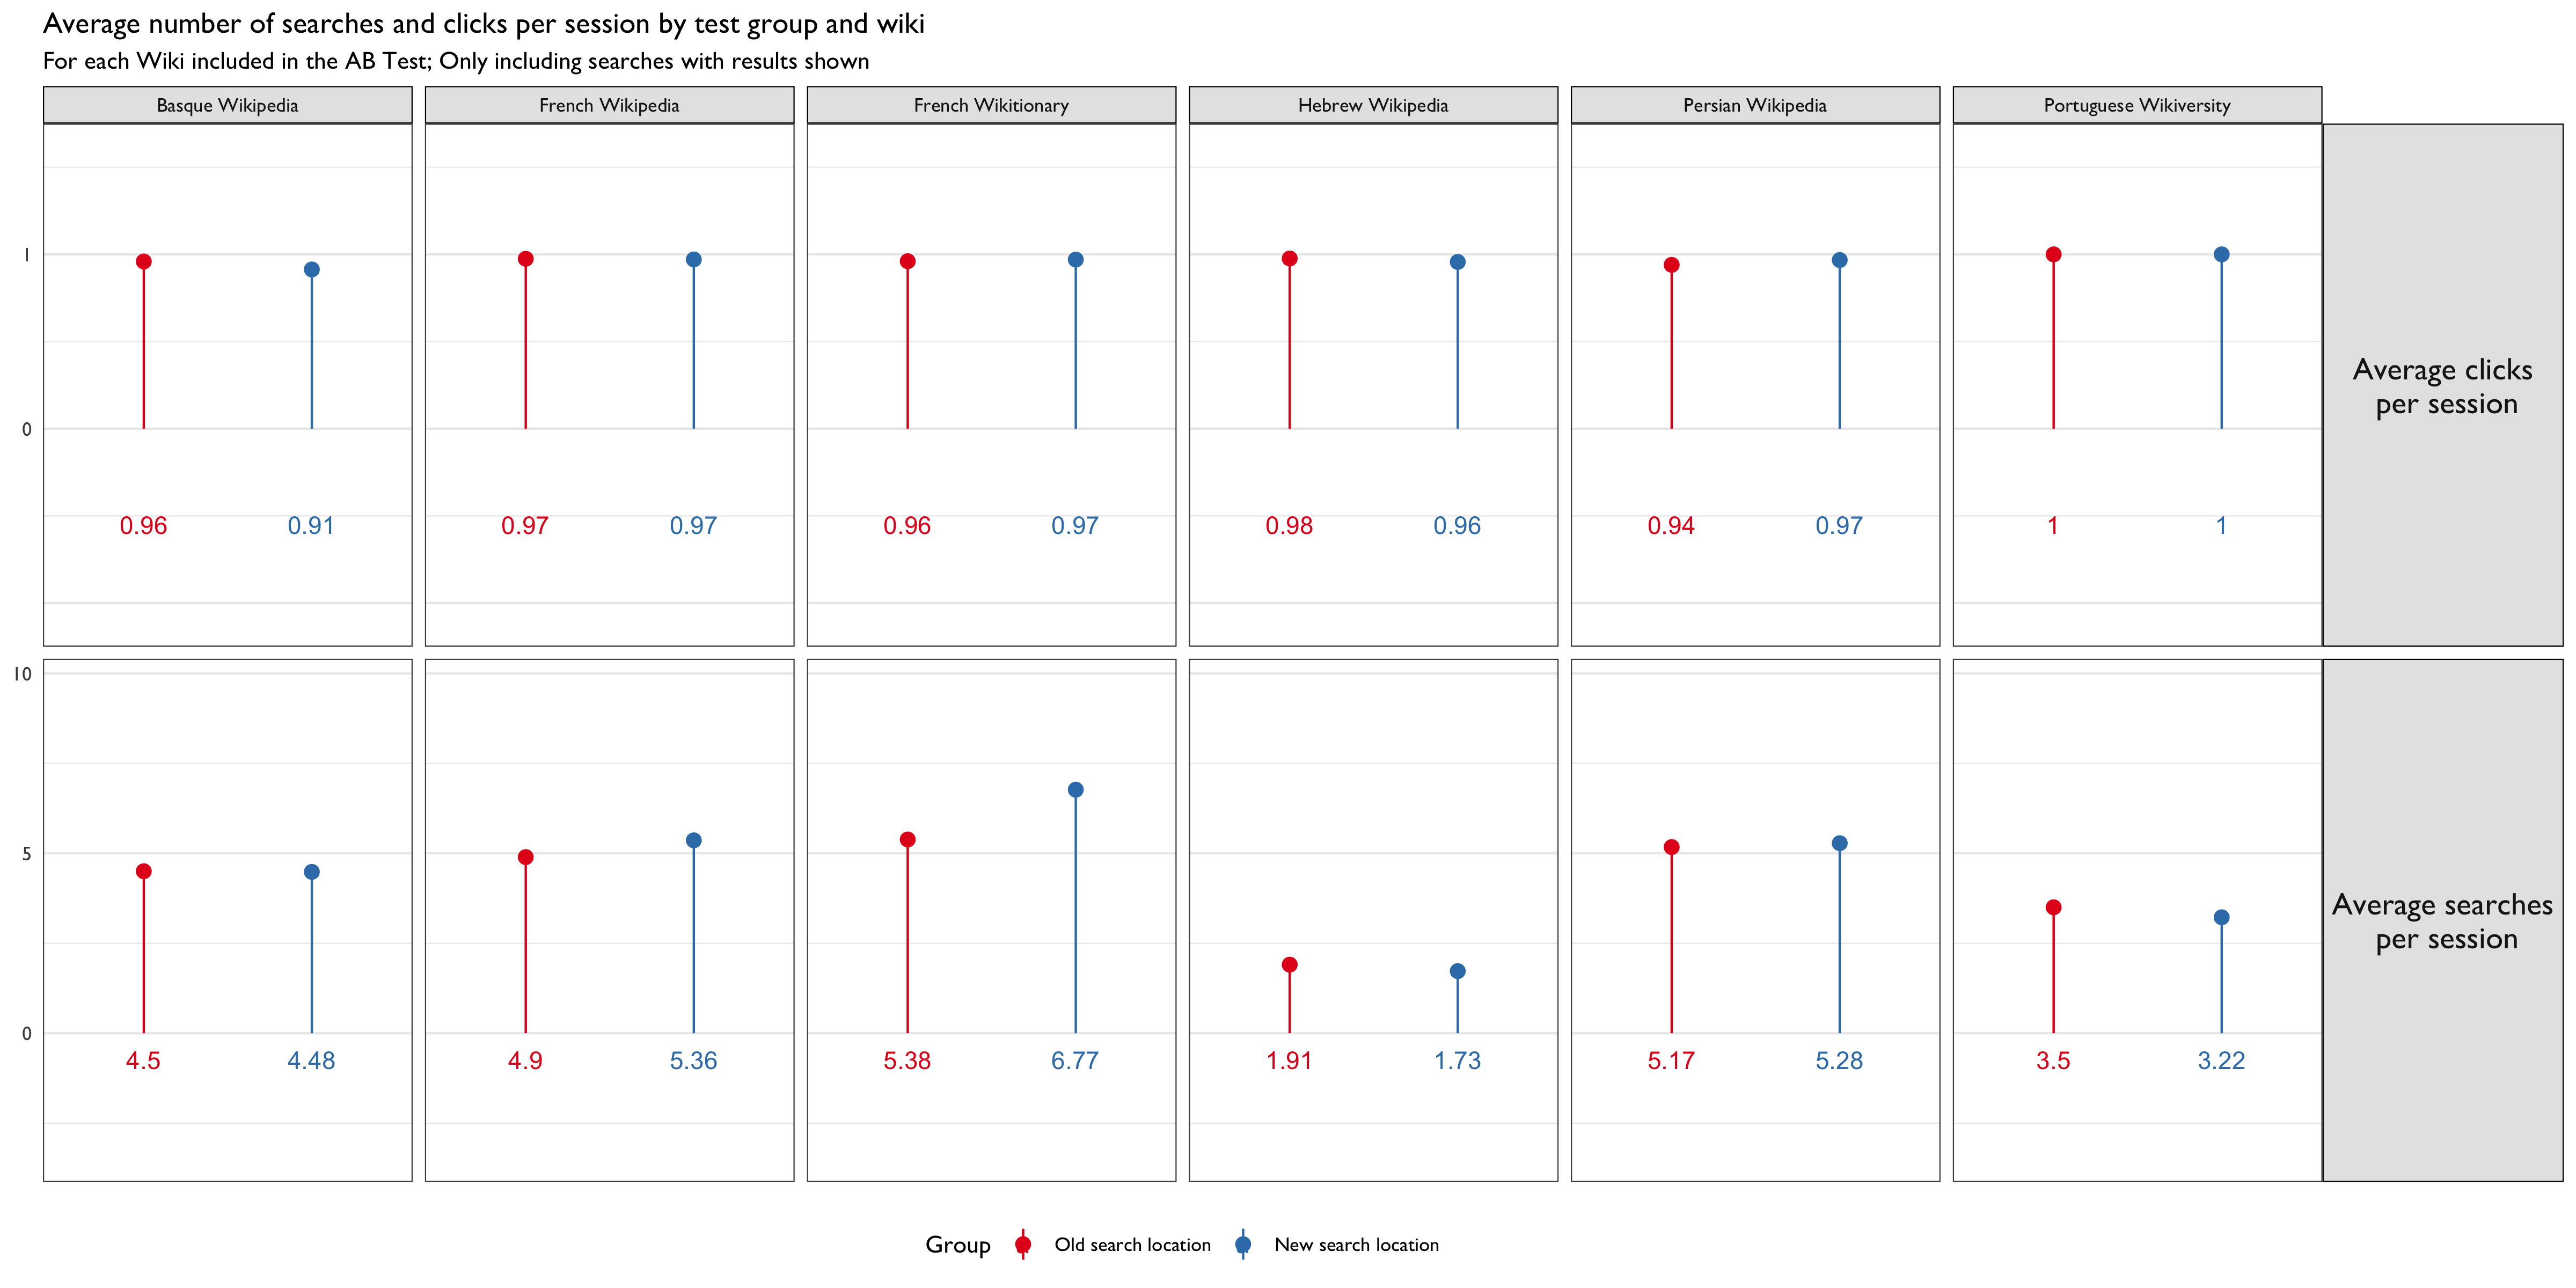 Average number of searches and clicks per session by test group and wiki
For each Wiki included in the AB Test; Only including searches with results shown
Basque Wikipedia
French Wikipedia
French Wikitionary
Hebrew Wikipedia
Persian Wikipedia
Portuguese Wikiversity
1
0
0.96 0.91
0.97 0.97
0.96 0.97
0.98 0.96
0.94 0.97
1 1
Average clicks
per session
10
5
0
4.5 4.48
4.9 5.36
5.38 6.77
1.91 1.73
5.17 5.28
3.5 3.22
Average searches
per session
Group Old search location New search location